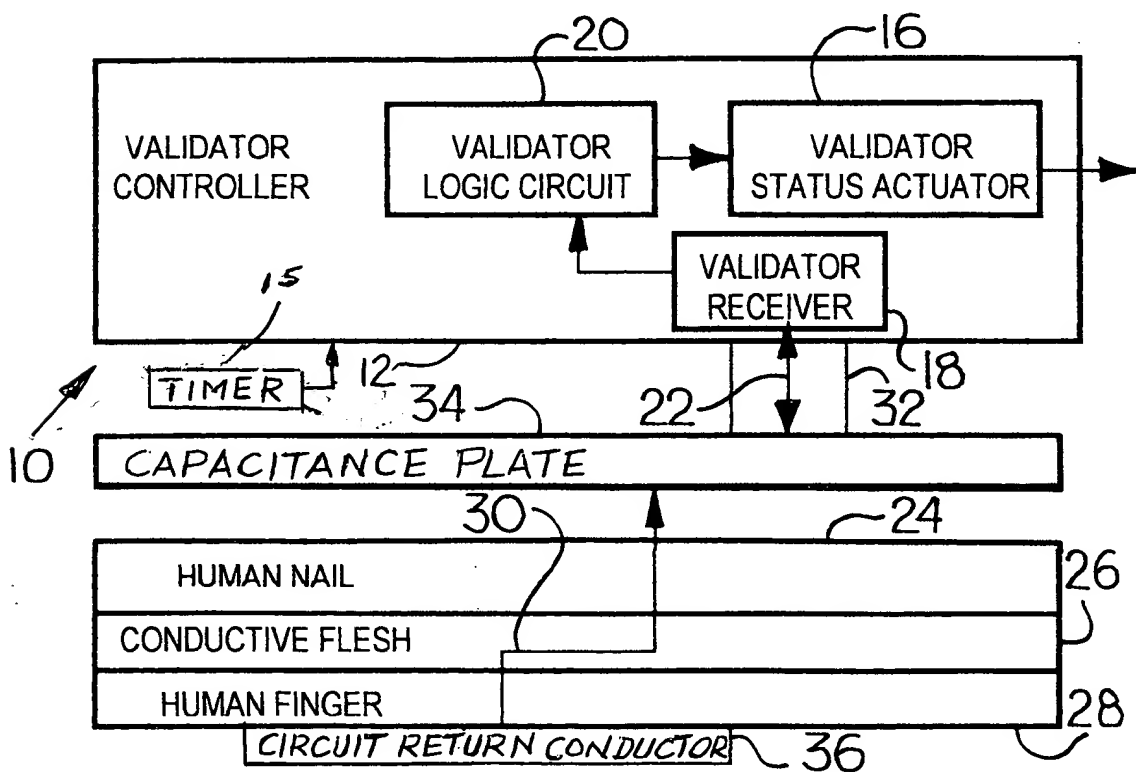 20
16
VALIDATOR
CONTROLLER
VALIDATOR
LOGIC CIRCUIT
VALIDATOR
STATUS ACTUATOR
VALIDATOR
RECEIVER
15
TIMER
12
18
22
32
34
10
CAPACITANCE PLATE
30
24
HUMAN NAIL
26
CONDUCTIVE FLESH
HUMAN FINGER
28
CIRCUIT RETURN CONDUCTOR
36